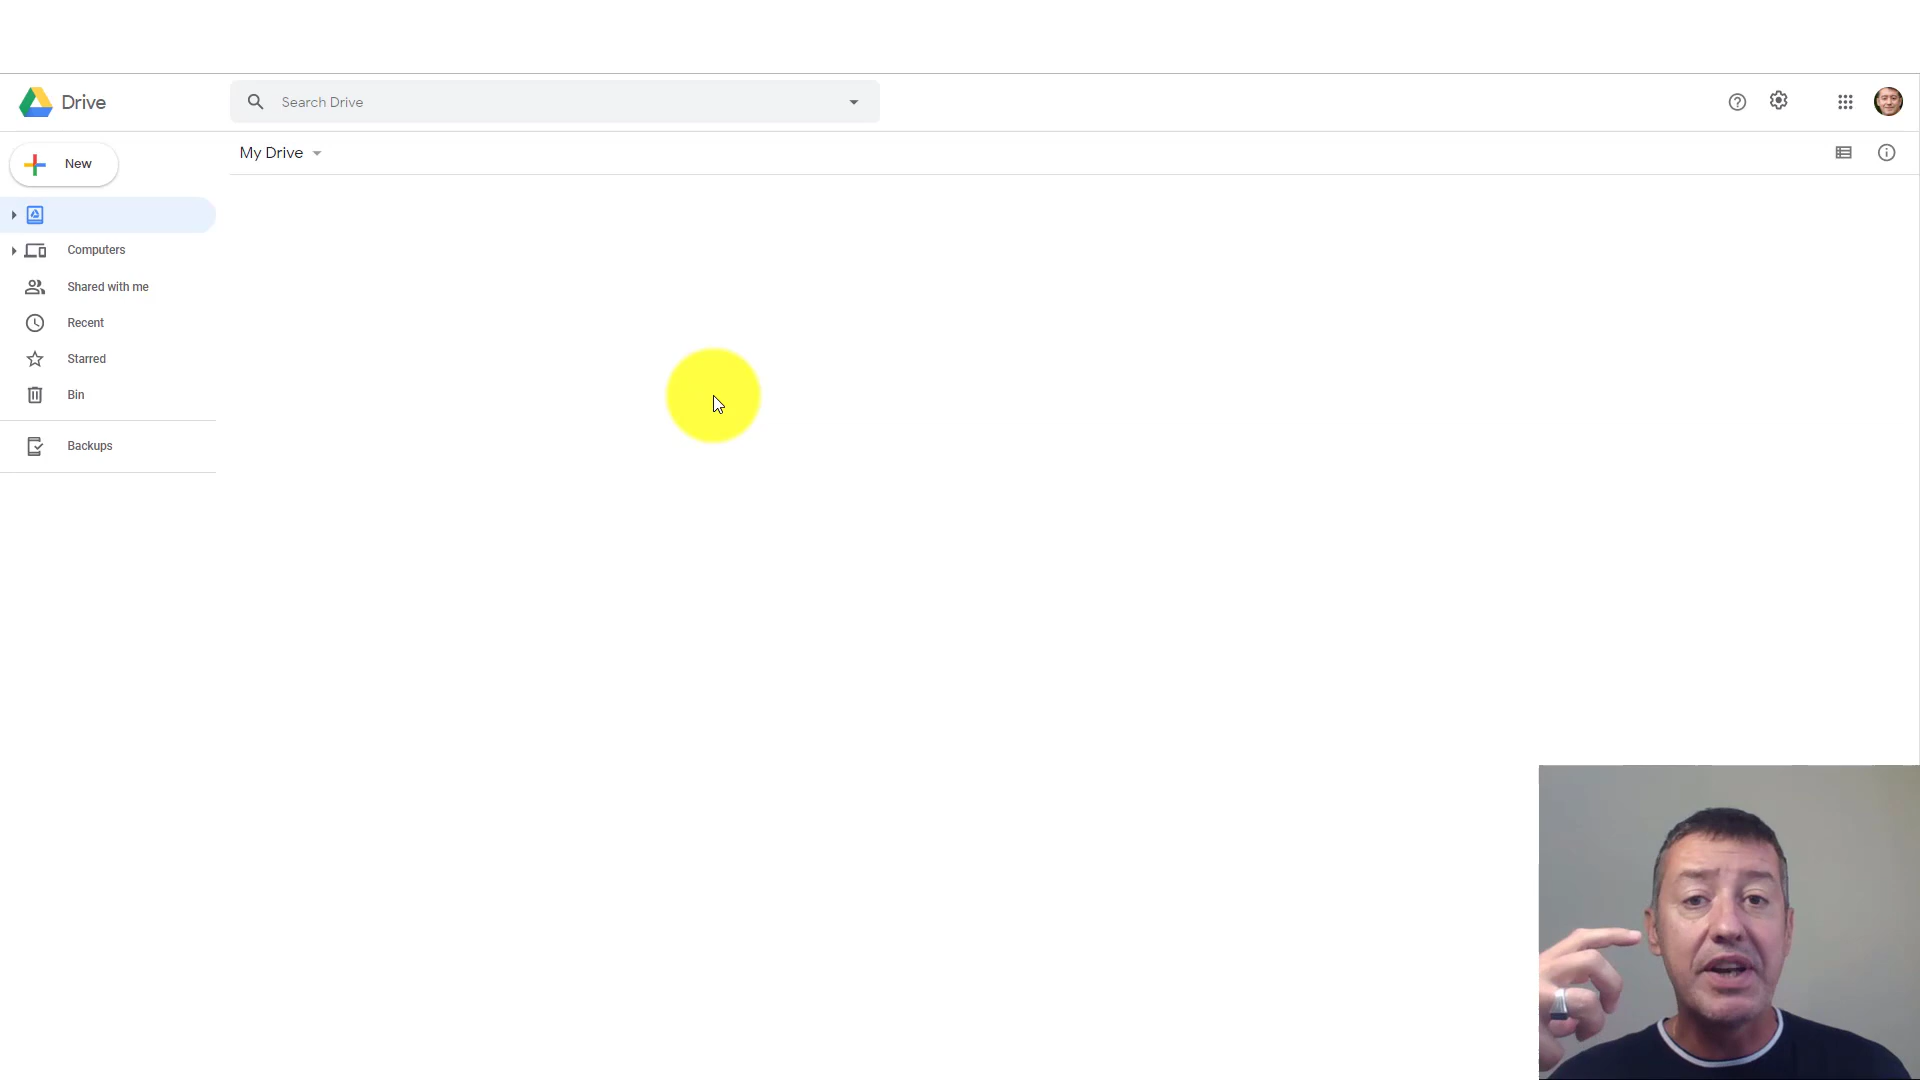 Drive
Search Drive
New
My Drive
Computers
Shared with me
Recent
Starred
Bin
Backups